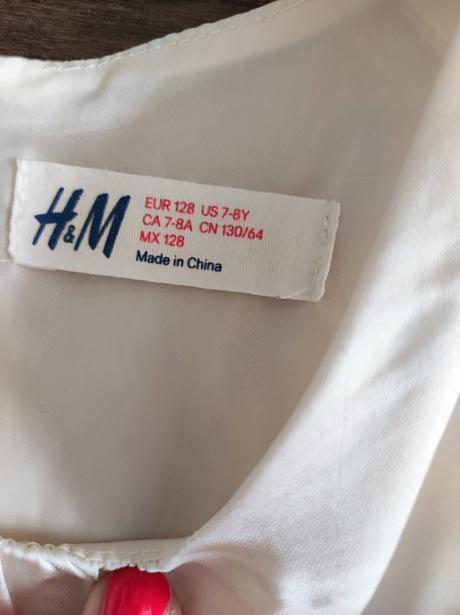 H&M
EUR 128 US 7-8Y
CA 7-8A CN 130/64
MX 128
Made in China